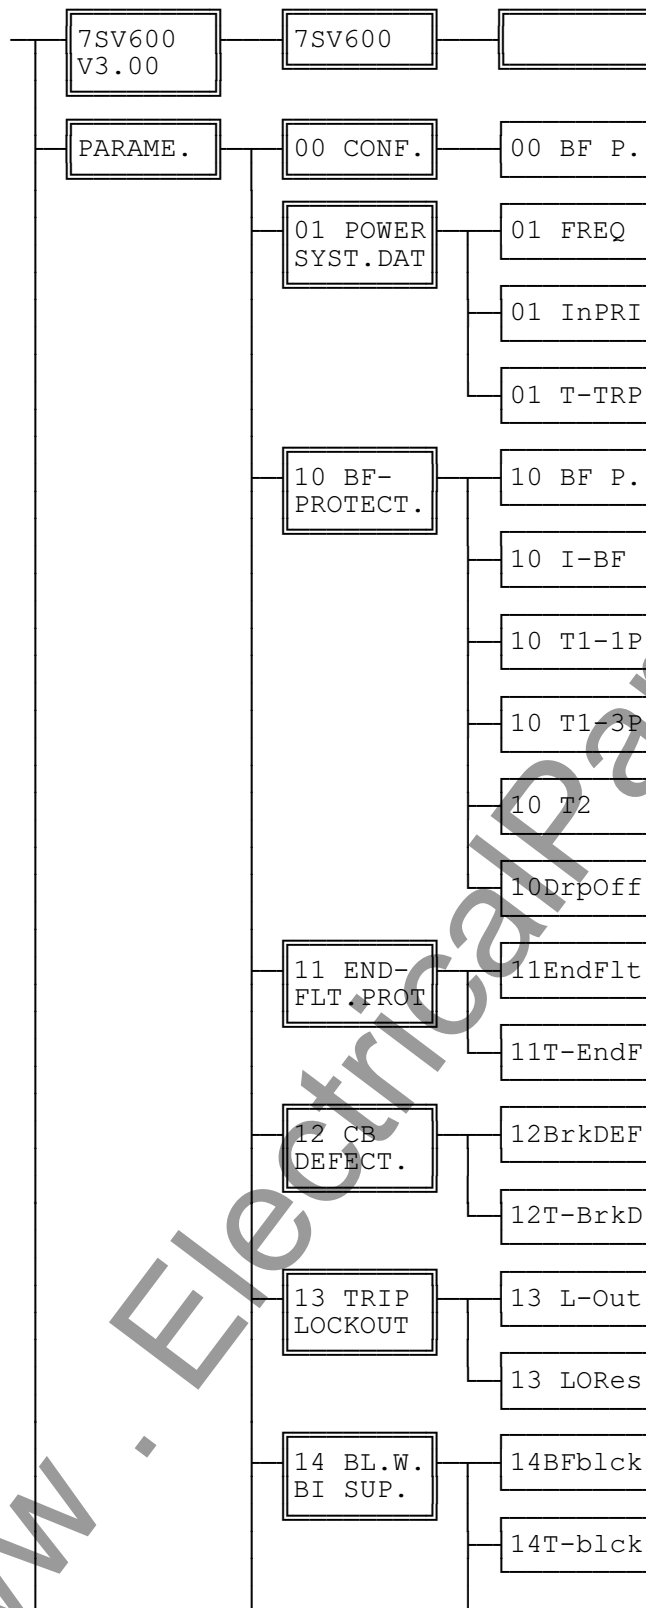 7SV600
V3.00
7SV600
PARAME.
00 CONF.
00 BF P.
01 POWER
SYST.DAT
01 FREQ
01 InPRI
01 T-TRP
10 BF-
PROTECT.
10 BF P.
10 I-BF
10 T1-1P
10 T1-3P
10 T2
10DrpOff
11 END-
FLT.PROT
11EndFlt
11T-EndF
12 CB
DEFECT.
12BrkDEF
12T-BrkD
13 TRIP
LOCKOUT
13 L-Out
13 LORes
14 BL.W.
BI SUP.
14BFblck
14T-blck